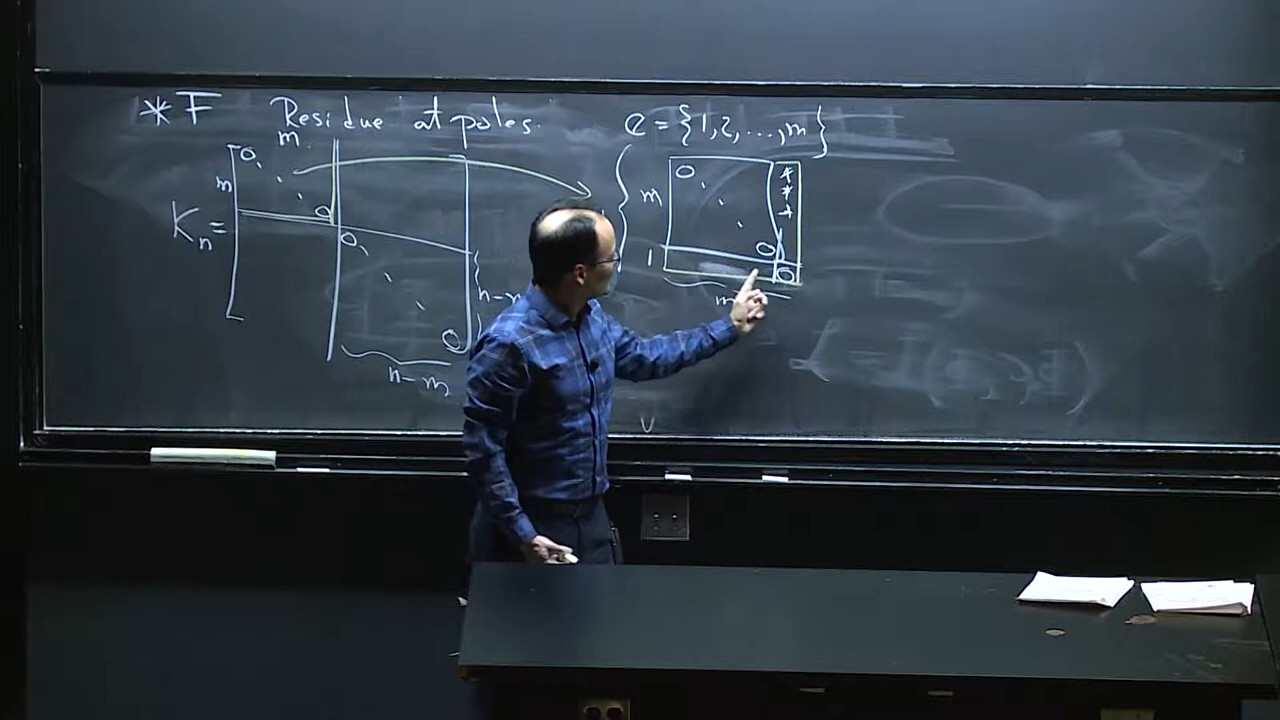 * F Residue at poles. e = {1,2,...,m}
m
m
0
0
K_n =
0
0
n-m
m
1
0
0
* * *
0